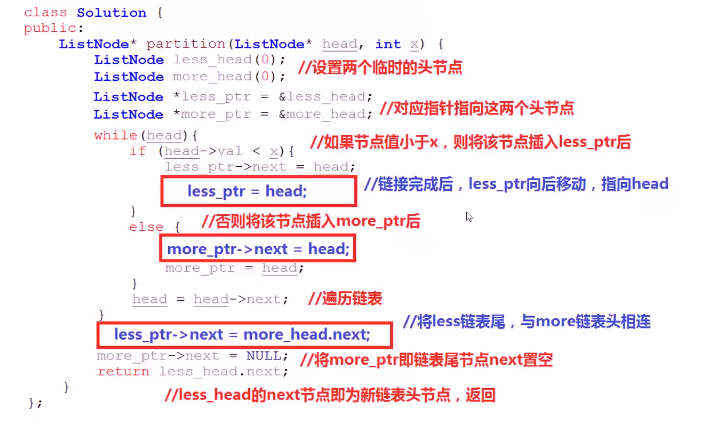 class Solution {
public:
ListNode* partition(ListNode* head, int x) {
ListNode less_head(0);
ListNode more_head(0); //设置两个临时的头节点
ListNode *less_ptr = &less_head;
ListNode *more_ptr = &more_head; //对应指针指向这两个头节点
while(head){
if (head->val < x){ //如果节点值小于x，则将该节点插入less_ptr后
less_ptr->next = head;
less_ptr = head; //链接完成后，less_ptr向后移动，指向head
}
else { //否则将该节点插入more_ptr后
more_ptr->next = head;
more_ptr = head;
}
head = head->next; //遍历链表
}
less_ptr->next = more_head.next; //将less链表尾，与more链表头相连
more_ptr->next = NULL; //将more_ptr即链表尾节点next置空
return less_head.next;
} //less_head的next节点即为新链表头节点，返回
};